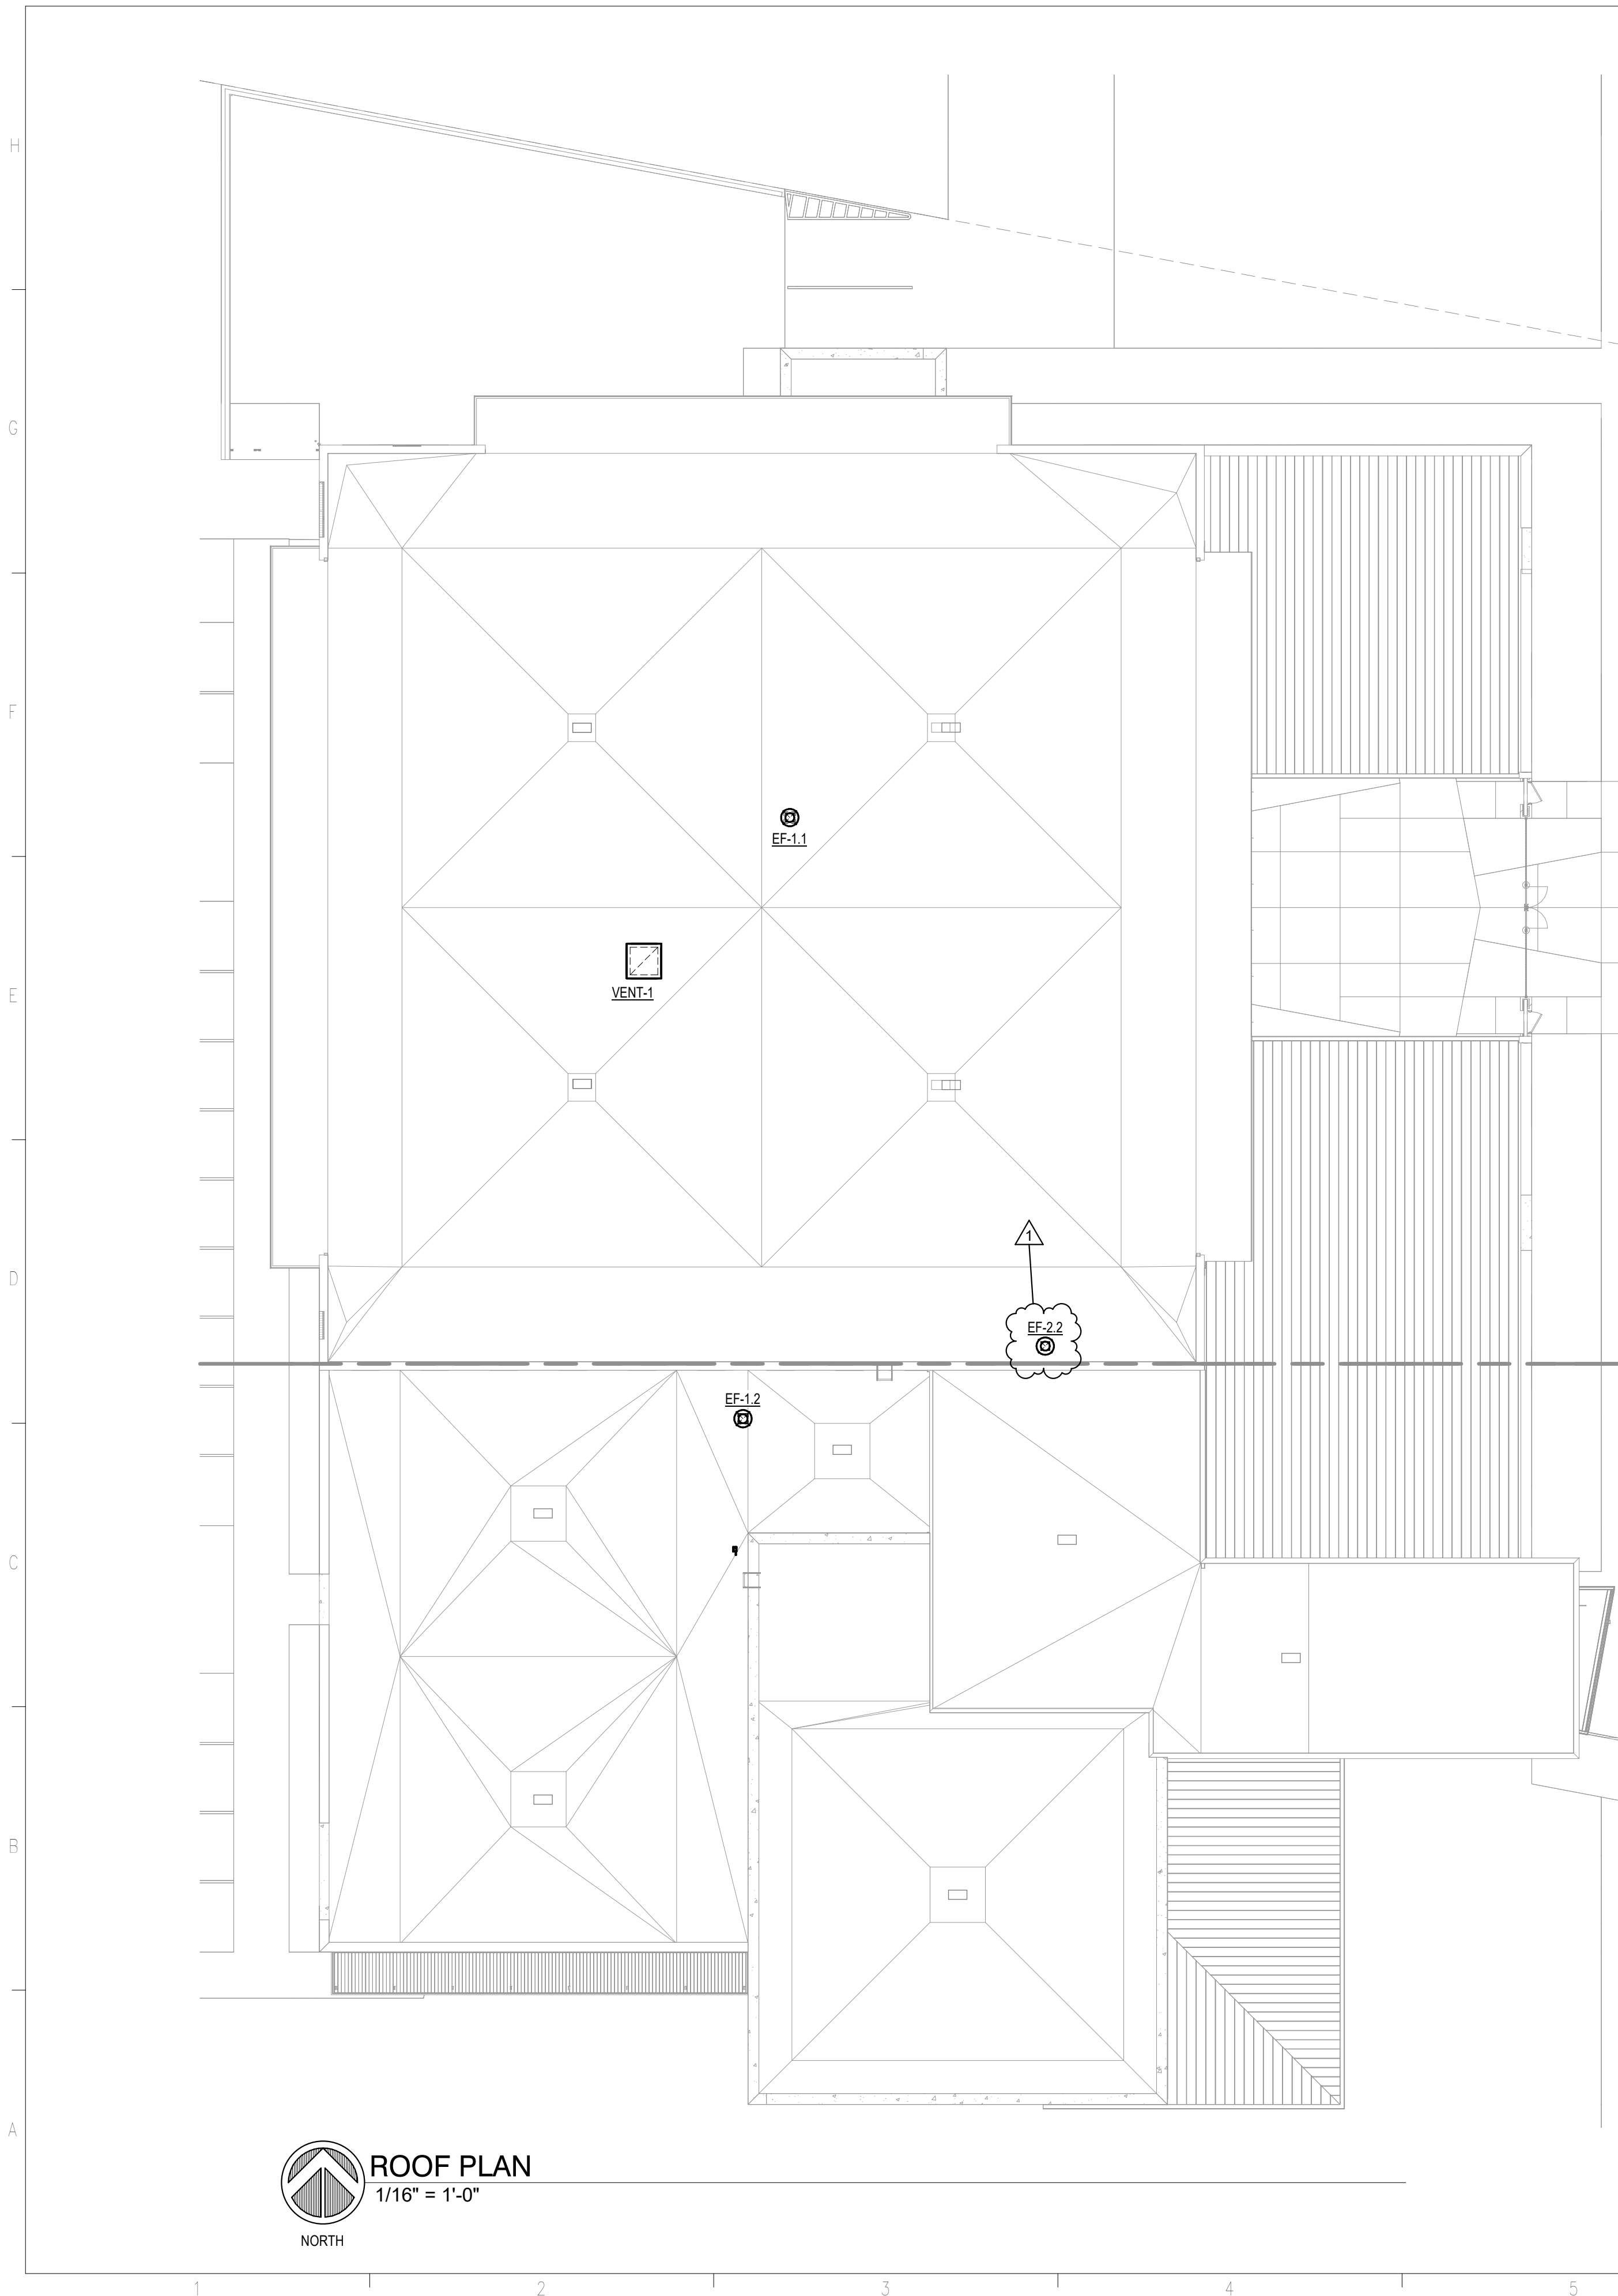 H
G
F
EF-1.1
E
VENT-1
1
D
EF-2.2
EF-1.2
C
B
A
ROOF PLAN
1/16" = 1'-0"
NORTH
1 2 3 4 5